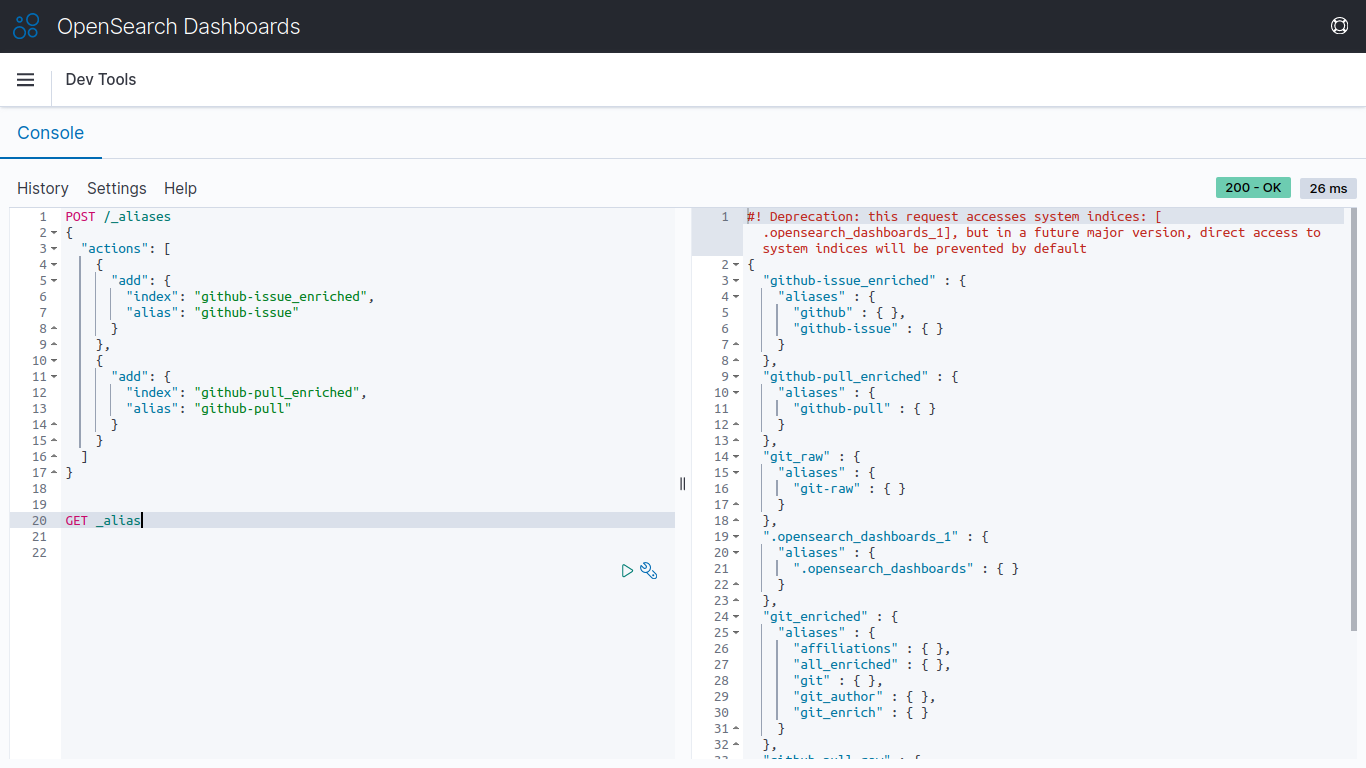 OpenSearch Dashboards
Dev Tools
Console
History Settings Help
200 - OK 26 ms
1 POST /_aliases
2 {
3 "actions": [
4 {
5 "add": {
6 "index": "github-issue_enriched",
7 "alias": "github-issue"
8 }
9 },
10 {
11 "add": {
12 "index": "github-pull_enriched",
13 "alias": "github-pull"
14 }
15 }
16 ]
17 }
18
19
20 GET _alias
21
22
1 #! Deprecation: this request accesses system indices: [
.opensearch_dashboards_1], but in a future major version, direct access to
system indices will be prevented by default
2 {
3 "github-issue_enriched" : {
4 "aliases" : {
5 "github" : { },
6 "github-issue" : { }
7 }
8 },
9 "github-pull_enriched" : {
10 "aliases" : {
11 "github-pull" : { }
12 }
13 },
14 "git_raw" : {
15 "aliases" : {
16 "git-raw" : { }
17 }
18 },
19 ".opensearch_dashboards_1" : {
20 "aliases" : {
21 ".opensearch_dashboards" : { }
22 }
23 },
24 "git_enriched" : {
25 "aliases" : {
26 "affiliations" : { },
27 "all_enriched" : { },
28 "git" : { },
29 "git_author" : { },
30 "git_enrich" : { }
31 }
32 },